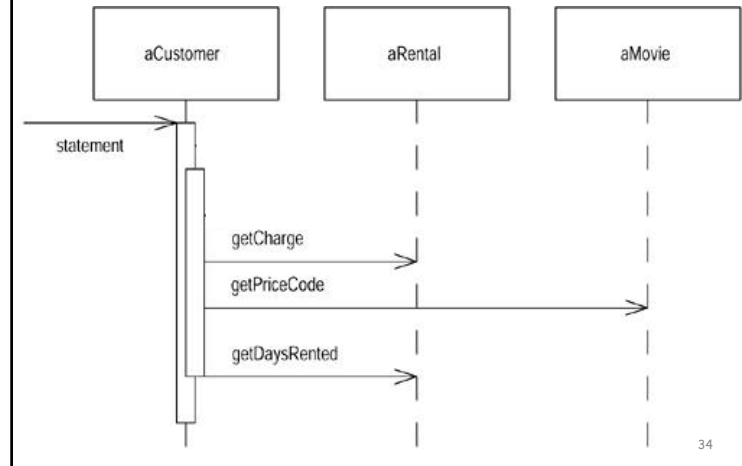 aCustomer
aRental
aMovie
statement
getCharge
getPriceCode
getDaysRented
34